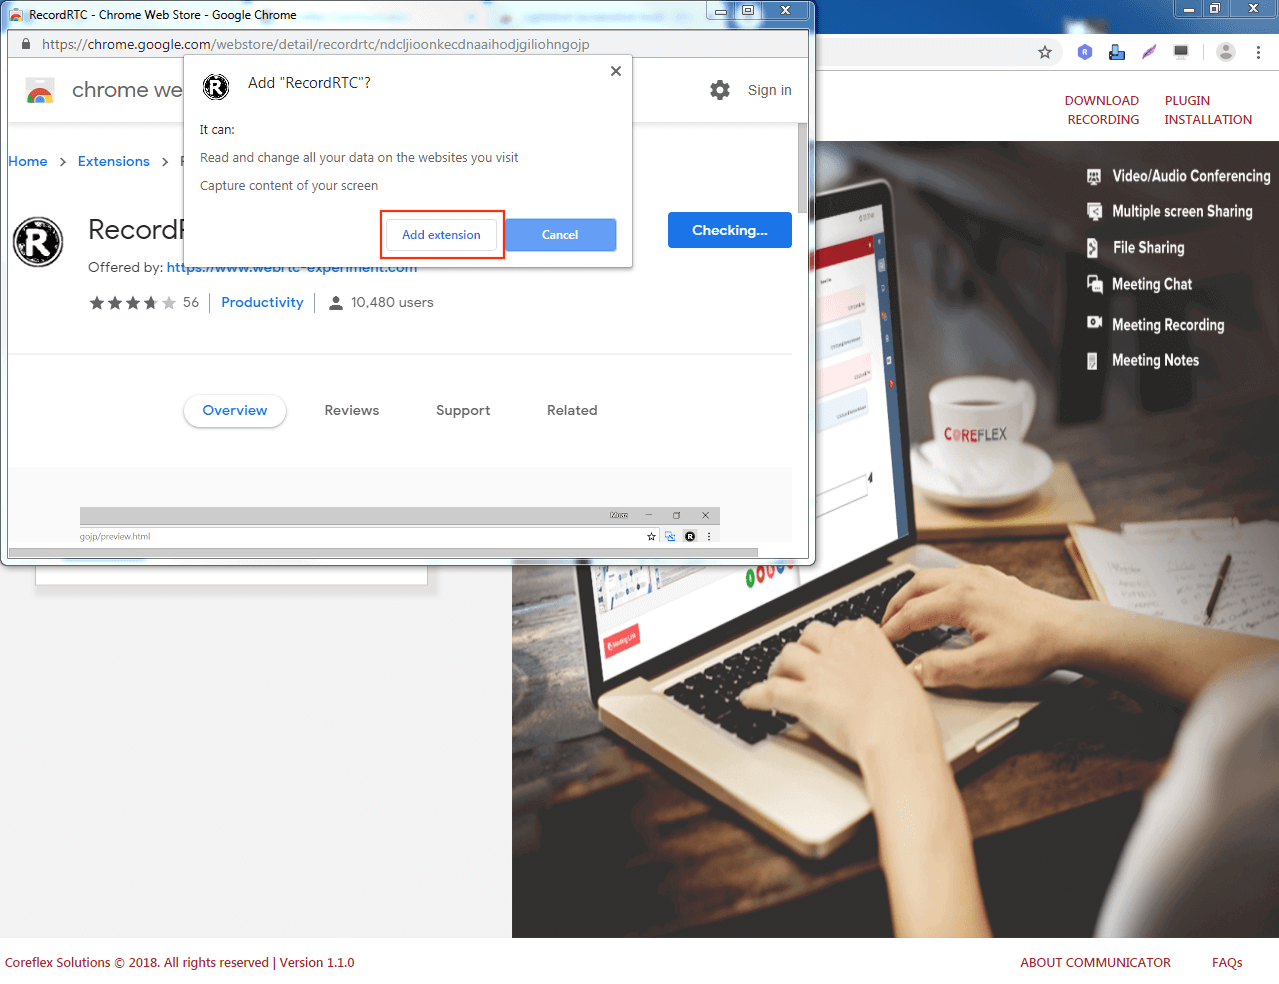 RecordRTC - Chrome Web Store - Google Chrome
https://chrome.google.com/webstore/detail/recordrtc/ndcljioonkecdnaaihodjgiliohngojp
chrome we
Sign in
Add "RecordRTC"?
It can:
Read and change all your data on the websites you visit
Capture content of your screen
Add extension
Cancel
Home
Extensions
R
Record
Checking...
Offered by: https://www.webrtc-experiment.com
56
Productivity
10,480 users
Overview
Reviews
Support
Related
gojp/preview.html
R
DOWNLOAD
RECORDING
PLUGIN
INSTALLATION
Video/Audio Conferencing
Multiple screen Sharing
File Sharing
Meeting Chat
Meeting Recording
Meeting Notes
COREFLEX
Meeting Link
Coreflex Solutions © 2018. All rights reserved | Version 1.1.0
ABOUT COMMUNICATOR
FAQs